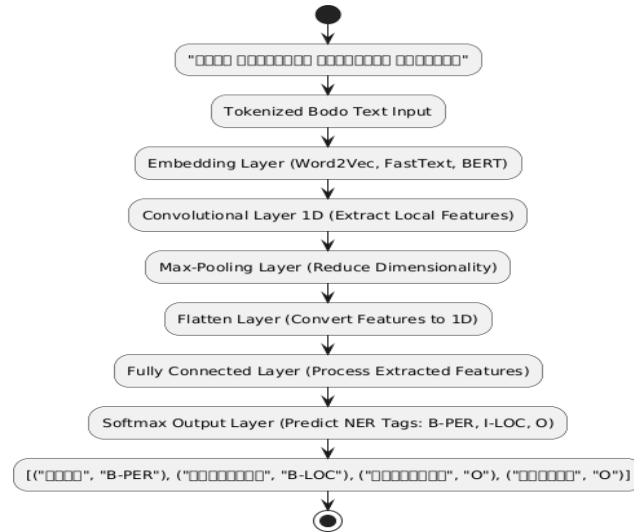 Tokenized Bodo Text Input
Embedding Layer (Word2Vec, FastText, BERT)
Convolutional Layer 1D (Extract Local Features)
Max-Pooling Layer (Reduce Dimensionality)
Flatten Layer (Convert Features to 1D)
Fully Connected Layer (Process Extracted Features)
Softmax Output Layer (Predict NER Tags: B-PER, I-LOC, O)
"B-PER" "B-LOC" "O" "O"